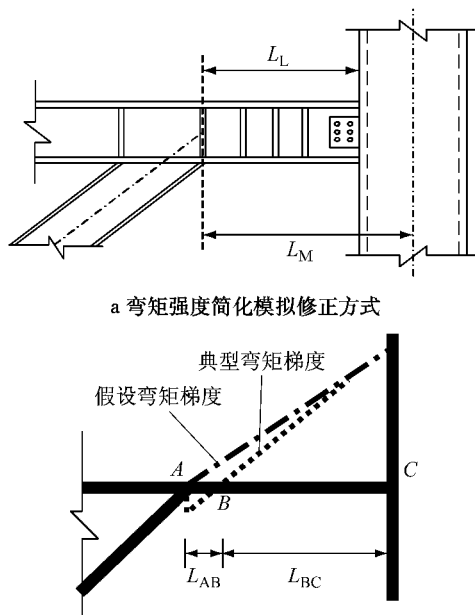 L_L
L_M
a 弯矩强度简化模拟修正方式
典型弯矩梯度
假设弯矩梯度
A
C
B
L_AB
L_BC